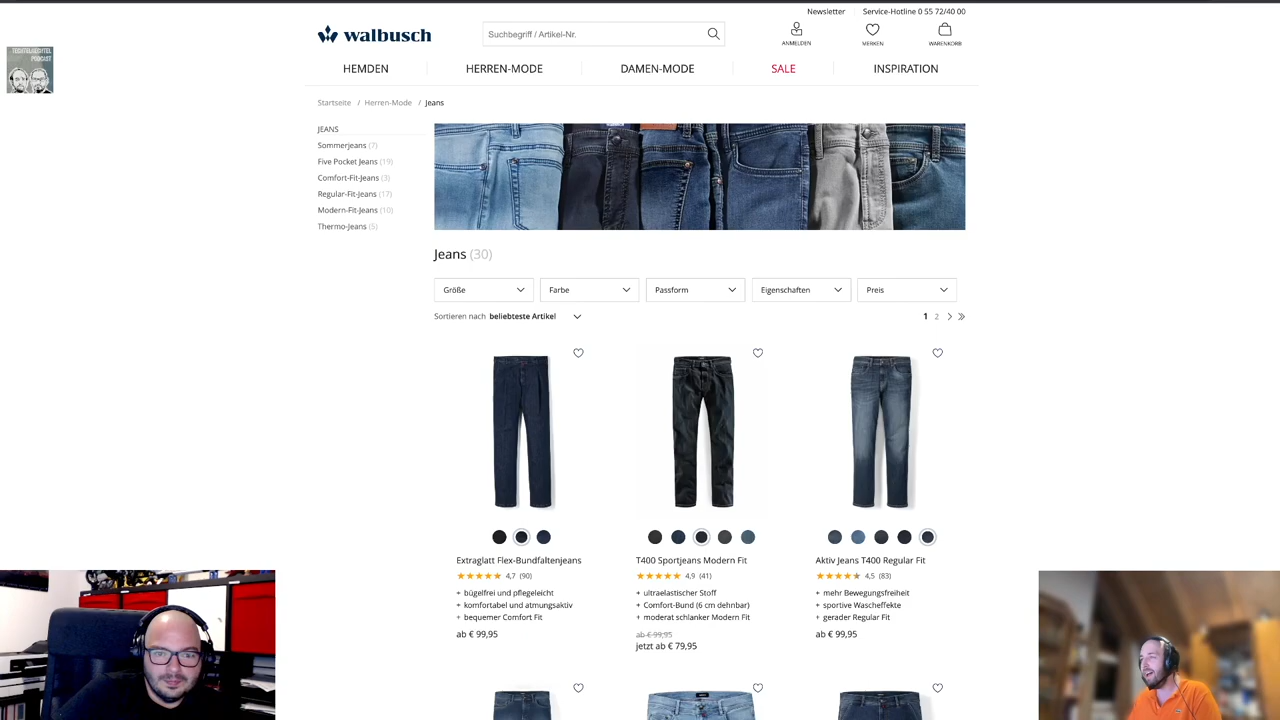 Newsletter
Service-Hotline 0 55 72/40 00
walbusch
Suchbegriff / Artikel-Nr.
ANMELDEN
MERKEN
WARENKORB
TECHTELMECHTEL
PODCAST
HEMDEN
HERREN-MODE
DAMEN-MODE
SALE
INSPIRATION
Startseite / Herren-Mode / Jeans
JEANS
Sommerjeans (7)
Five Pocket Jeans (19)
Comfort-Fit-Jeans (3)
Regular-Fit-Jeans (17)
Modern-Fit-Jeans (10)
Thermo-Jeans (5)
Jeans (30)
Größe
Farbe
Passform
Eigenschaften
Preis
Sortieren nach beliebteste Artikel
1 2
Extraglatt Flex-Bundfaltenjeans
4,7 (90)
+ bügelfrei und pflegeleicht
+ komfortabel und atmungsaktiv
+ bequemer Comfort Fit
ab € 99,95
T400 Sportjeans Modern Fit
4,9 (41)
+ ultraelastischer Stoff
+ Comfort-Bund (6 cm dehnbar)
+ moderat schlanker Modern Fit
ab € 99,95
jetzt ab € 79,95
Aktiv Jeans T400 Regular Fit
4,5 (83)
+ mehr Bewegungsfreiheit
+ sportive Wascheffekte
+ gerader Regular Fit
ab € 99,95